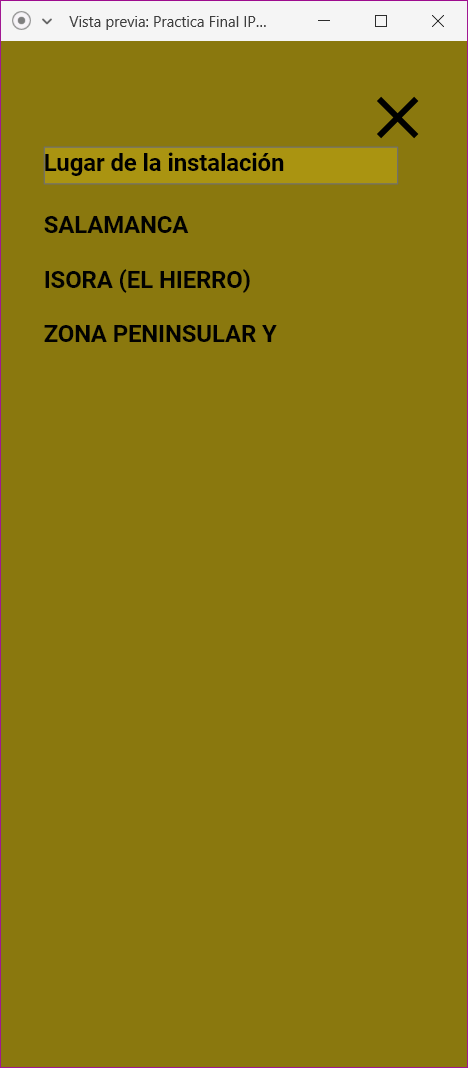 Vista previa: Practica Final IP...
Lugar de la instalación
SALAMANCA
ISORA (EL HIERRO)
ZONA PENINSULAR Y